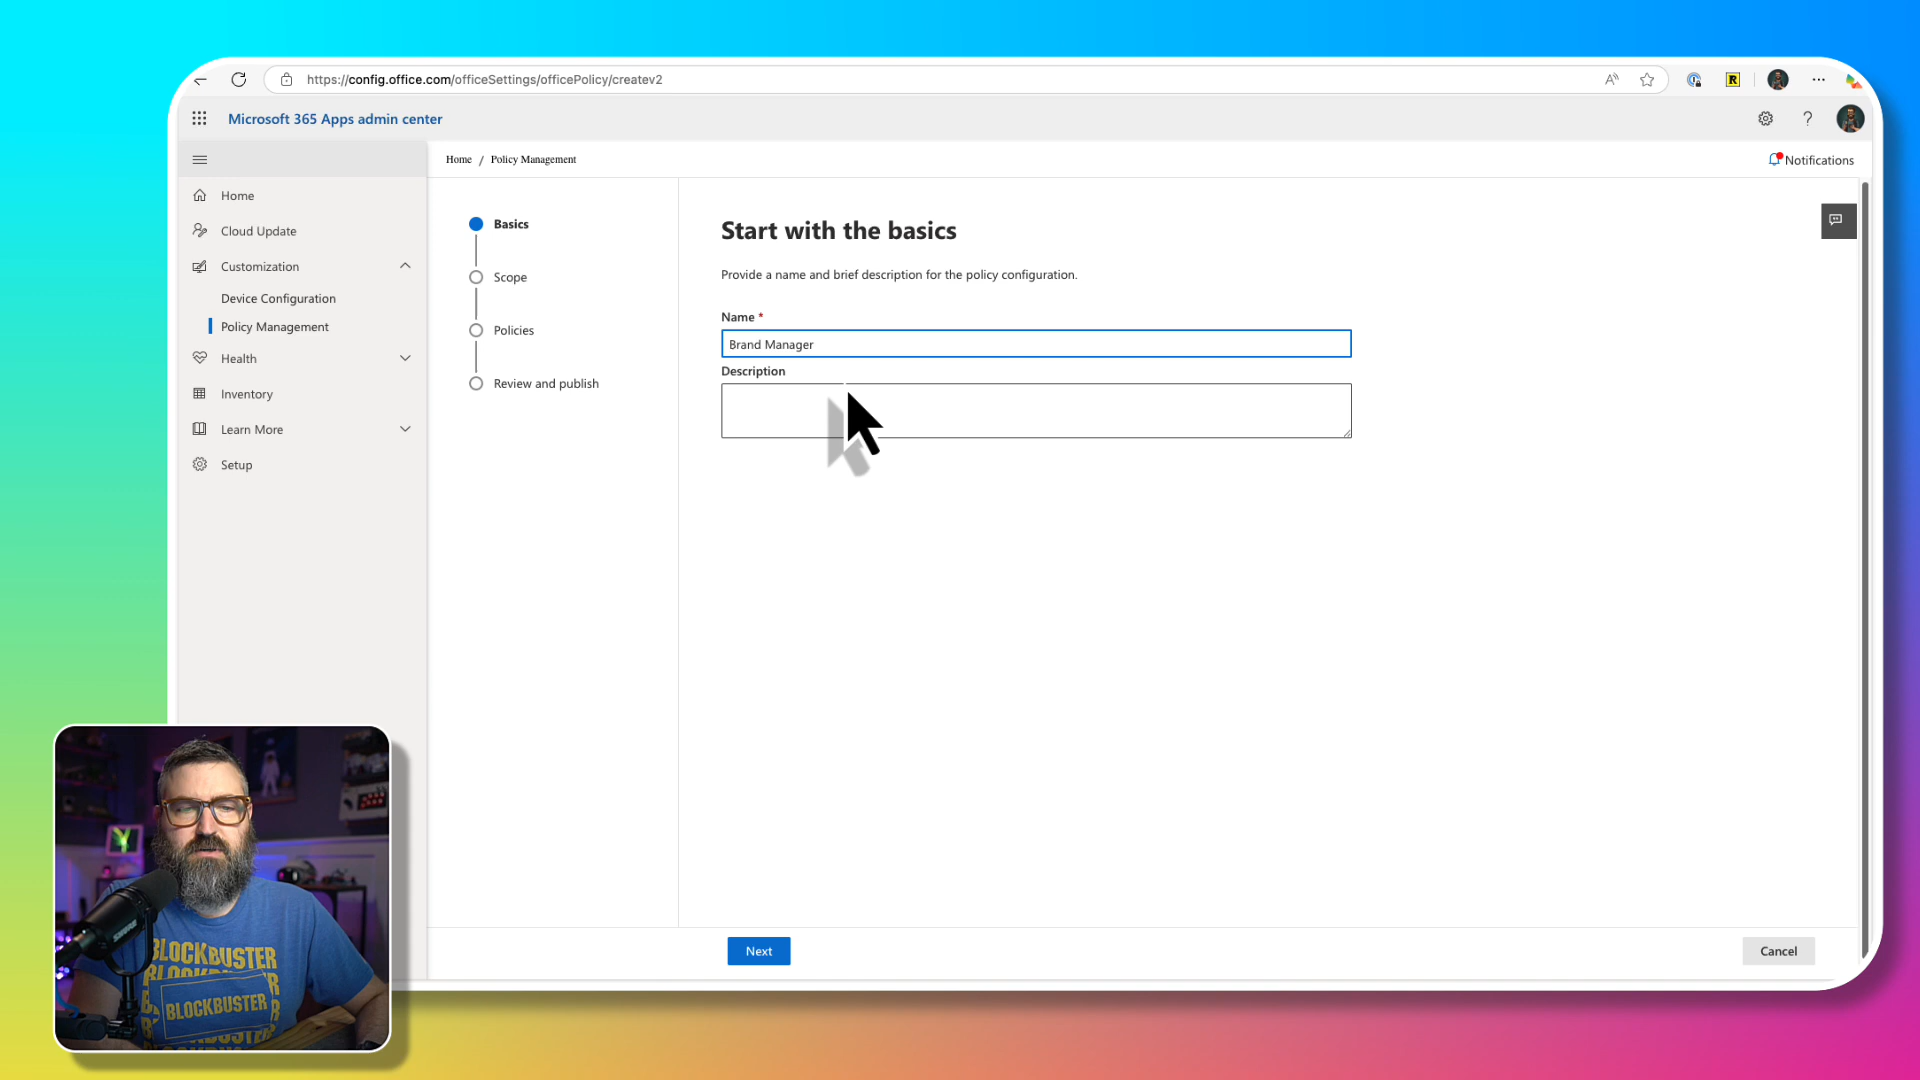 https://config.office.com/officeSettings/officePolicy/createv2
R
Microsoft 365 Apps admin center
?
Home / Policy Management
Notifications
Home
Cloud Update
Customization
Device Configuration
Policy Management
Health
Inventory
Learn More
Setup
Basics
Scope
Policies
Review and publish
Start with the basics
Provide a name and brief description for the policy configuration.
Name *
Brand Manager
Description
Next
Cancel
SHURE
BLOCKBUSTER
BLOCKBUSTER
BLOCKBUSTER